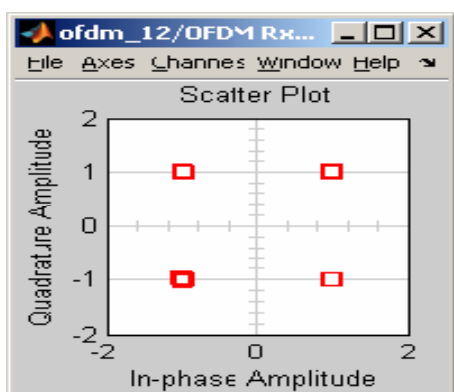 ofdm_12/OFDM Rx...
File Axes Channels Window Help
Scatter Plot
2
1
0
-1
-2
-2 0 2
Quadrature Amplitude
In-phase Amplitude